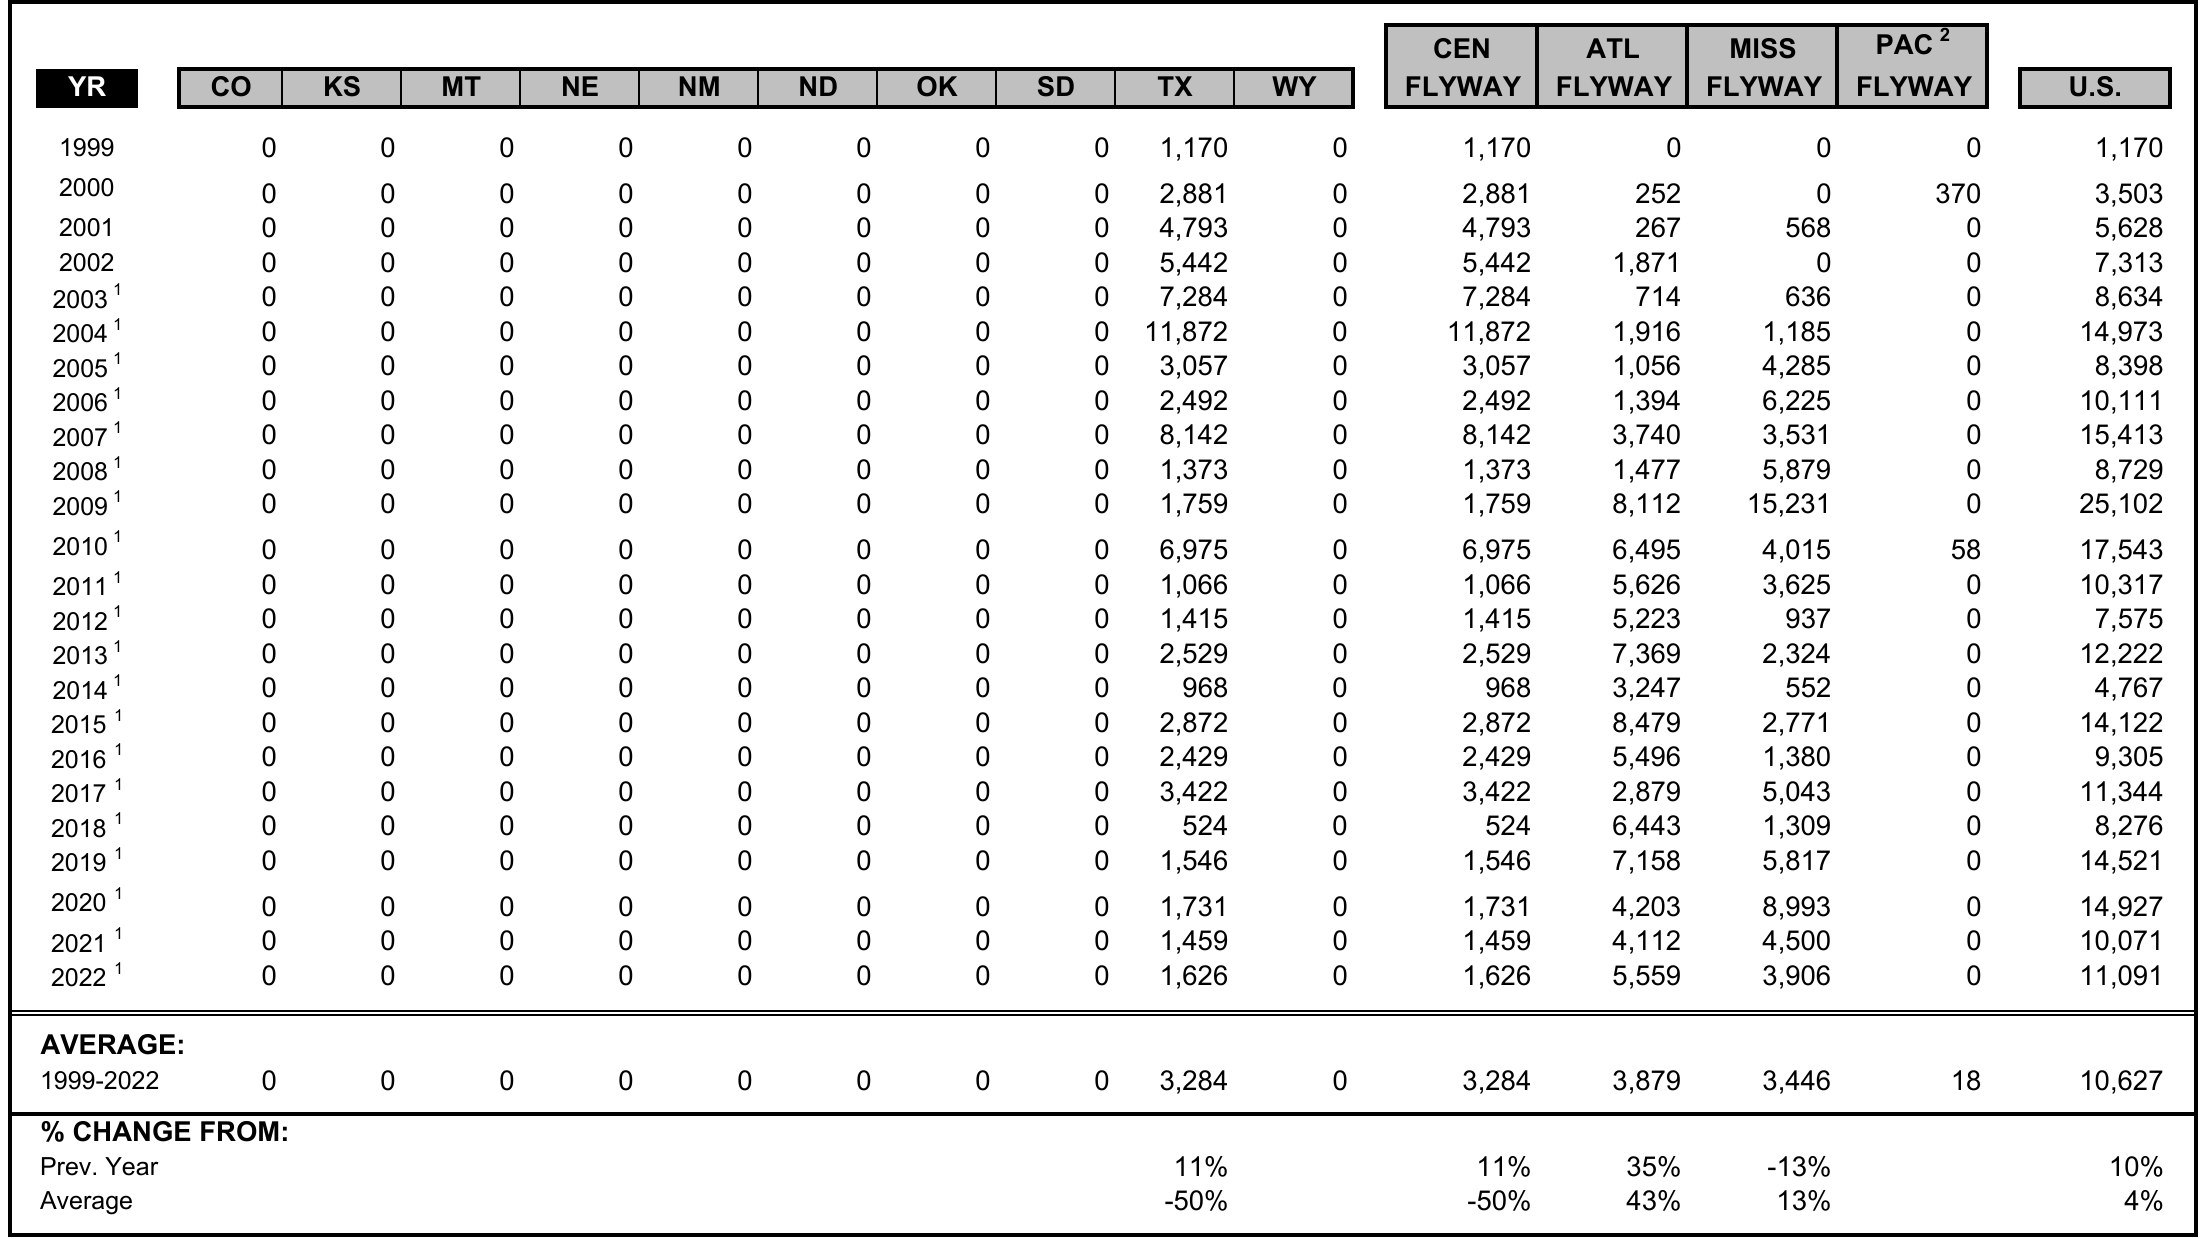 CEN ATL MISS PAC 2
YR CO KS MT NE NM ND OK SD TX WY FLYWAY FLYWAY FLYWAY FLYWAY U.S.
1999 0 0 0 0 0 0 0 0 1,170 0 1,170 0 0 0 1,170
2000 0 0 0 0 0 0 0 0 2,881 0 2,881 252 0 370 3,503
2001 0 0 0 0 0 0 0 0 4,793 0 4,793 267 568 0 5,628
2002 0 0 0 0 0 0 0 0 5,442 0 5,442 1,871 0 0 7,313
2003 1 0 0 0 0 0 0 0 0 7,284 0 7,284 714 636 0 8,634
2004 1 0 0 0 0 0 0 0 0 11,872 0 11,872 1,916 1,185 0 14,973
2005 1 0 0 0 0 0 0 0 0 3,057 0 3,057 1,056 4,285 0 8,398
2006 1 0 0 0 0 0 0 0 0 2,492 0 2,492 1,394 6,225 0 10,111
2007 1 0 0 0 0 0 0 0 0 8,142 0 8,142 3,740 3,531 0 15,413
2008 1 0 0 0 0 0 0 0 0 1,373 0 1,373 1,477 5,879 0 8,729
2009 1 0 0 0 0 0 0 0 0 1,759 0 1,759 8,112 15,231 0 25,102
2010 1 0 0 0 0 0 0 0 0 6,975 0 6,975 6,495 4,015 58 17,543
2011 1 0 0 0 0 0 0 0 0 1,066 0 1,066 5,626 3,625 0 10,317
2012 1 0 0 0 0 0 0 0 0 1,415 0 1,415 5,223 937 0 7,575
2013 1 0 0 0 0 0 0 0 0 2,529 0 2,529 7,369 2,324 0 12,222
2014 1 0 0 0 0 0 0 0 0 968 0 968 3,247 552 0 4,767
2015 1 0 0 0 0 0 0 0 0 2,872 0 2,872 8,479 2,771 0 14,122
2016 1 0 0 0 0 0 0 0 0 2,429 0 2,429 5,496 1,380 0 9,305
2017 1 0 0 0 0 0 0 0 0 3,422 0 3,422 2,879 5,043 0 11,344
2018 1 0 0 0 0 0 0 0 0 524 0 524 6,443 1,309 0 8,276
2019 1 0 0 0 0 0 0 0 0 1,546 0 1,546 7,158 5,817 0 14,521
2020 1 0 0 0 0 0 0 0 0 1,731 0 1,731 4,203 8,993 0 14,927
2021 1 0 0 0 0 0 0 0 0 1,459 0 1,459 4,112 4,500 0 10,071
2022 1 0 0 0 0 0 0 0 0 1,626 0 1,626 5,559 3,906 0 11,091
AVERAGE:
1999-2022 0 0 0 0 0 0 0 0 3,284 0 3,284 3,879 3,446 18 10,627
% CHANGE FROM:
Prev. Year 11% 11% 35% -13% 10%
Average -50% -50% 43% 13% 4%